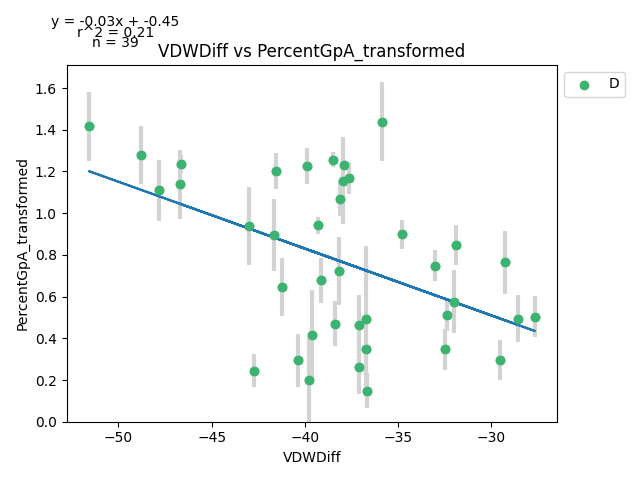 y = -0.03x + -0.45
r^2 = 0.21
n = 39
VDWDiff vs PercentGpA_transformed
D
PercentGpA_transformed
1.6
1.4
1.2
1.0
0.8
0.6
0.4
0.2
0.0
−50
−45
−40
−35
−30
VDWDiff